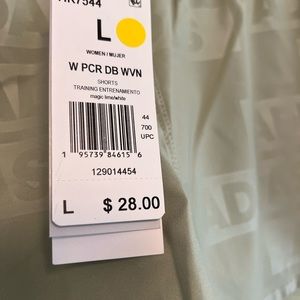 HR7544
L
WOMEN / MUJER
W PCR DB WVN
SHORTS
TRAINING ENTRENAMIENTO
magic lime/white
44
700
UPC
1 95739 84615 6
129014454
L $ 28.00